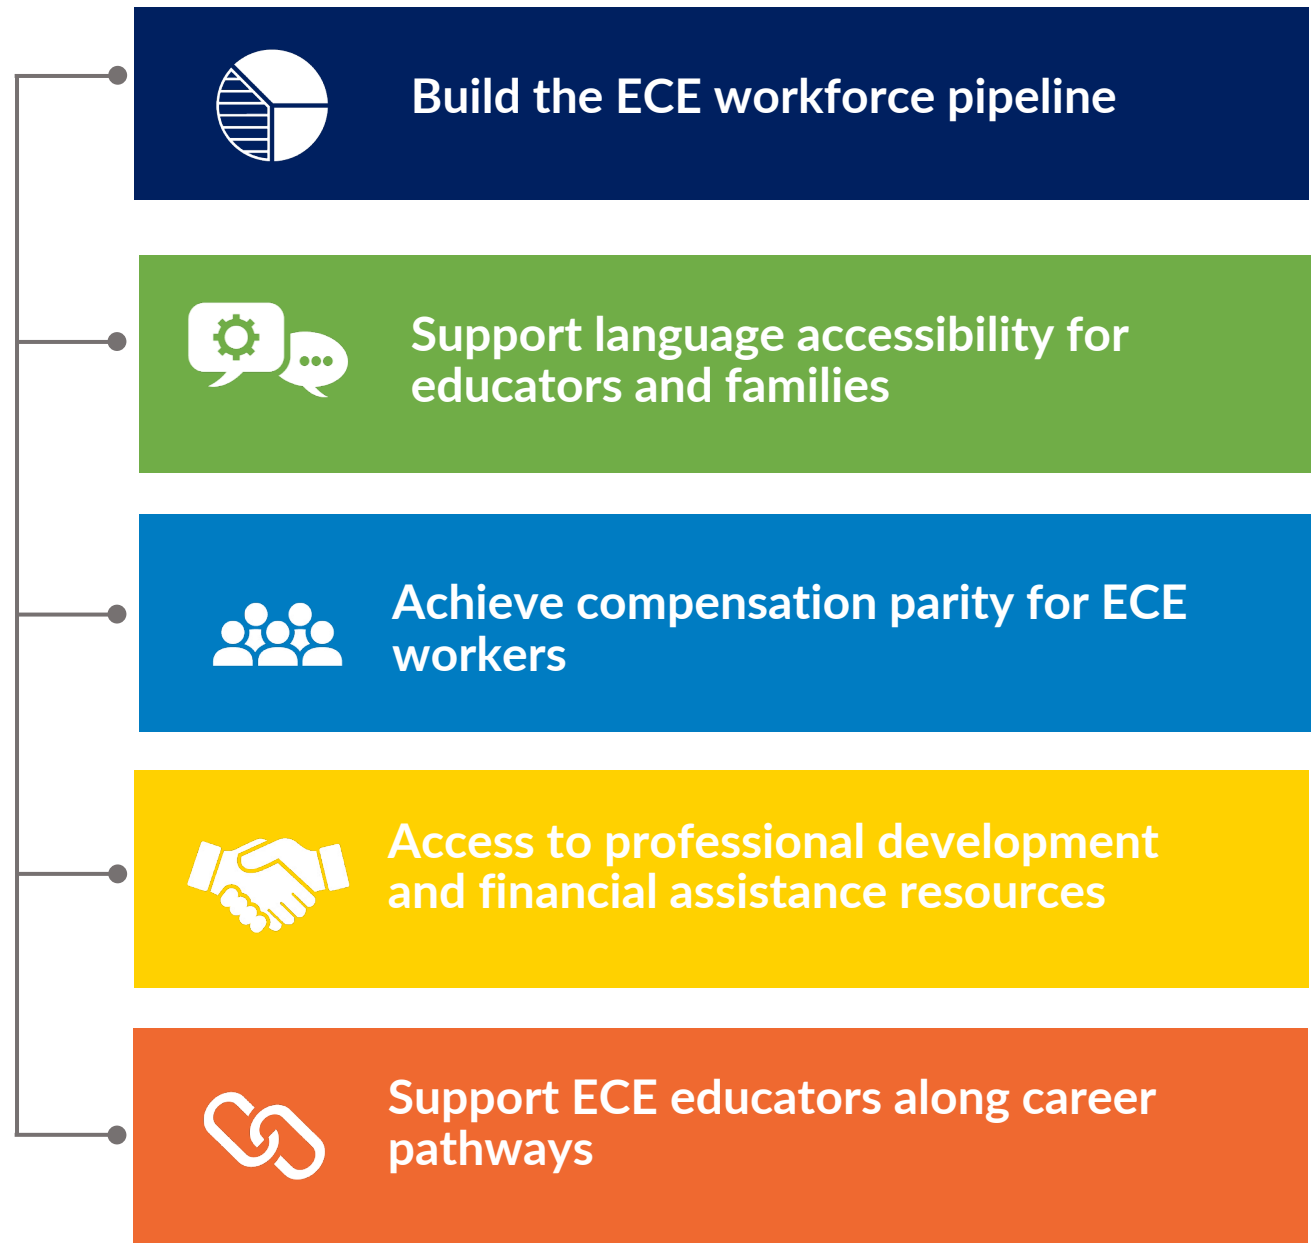 Build the ECE workforce pipeline
Support language accessibility for
educators and families
Achieve compensation parity for ECE
workers
Access to professional development
and financial assistance resources
Support ECE educators along career
pathways